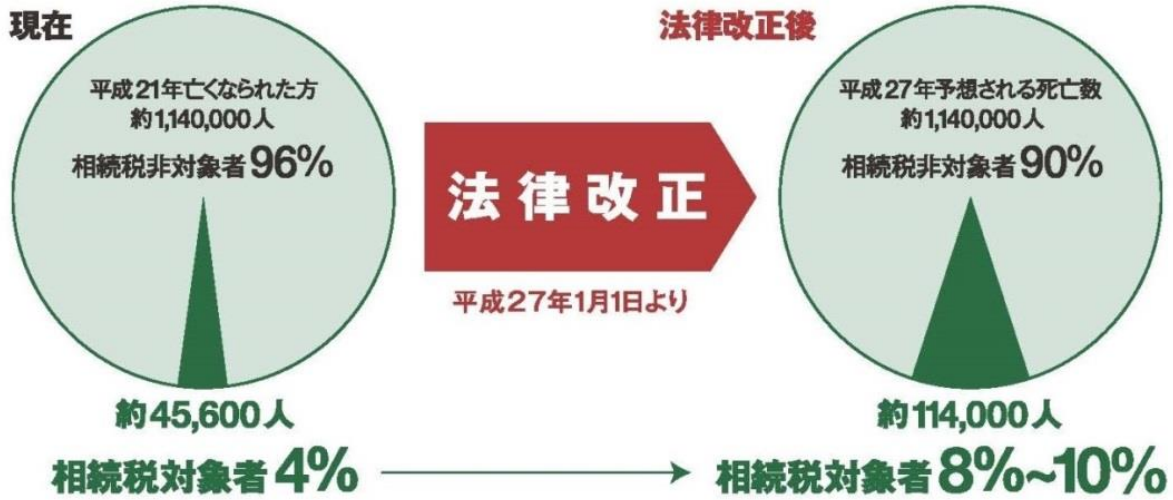 現在
平成21年亡くなられた方
約1,140,000人
相続税非対象者96%
約45,600人
相続税対象者4%
法律改正
平成27年1月1日より
法律改正後
平成27年予想される死亡数
約1,140,000人
相続税非対象者90%
約114,000人
相続税対象者8%~10%